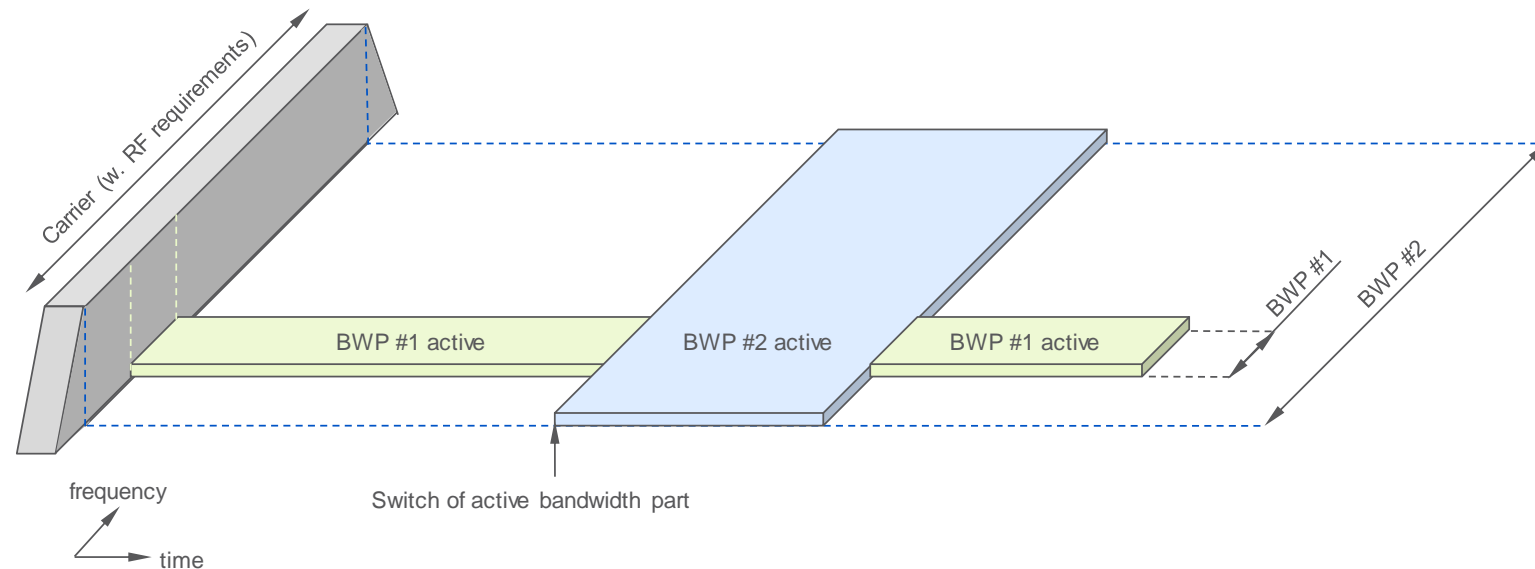 Carrier (w. RF requirements)
BWP #1 active
BWP #2 active
BWP #1 active
BWP #1
BWP #2
Switch of active bandwidth part
frequency
time